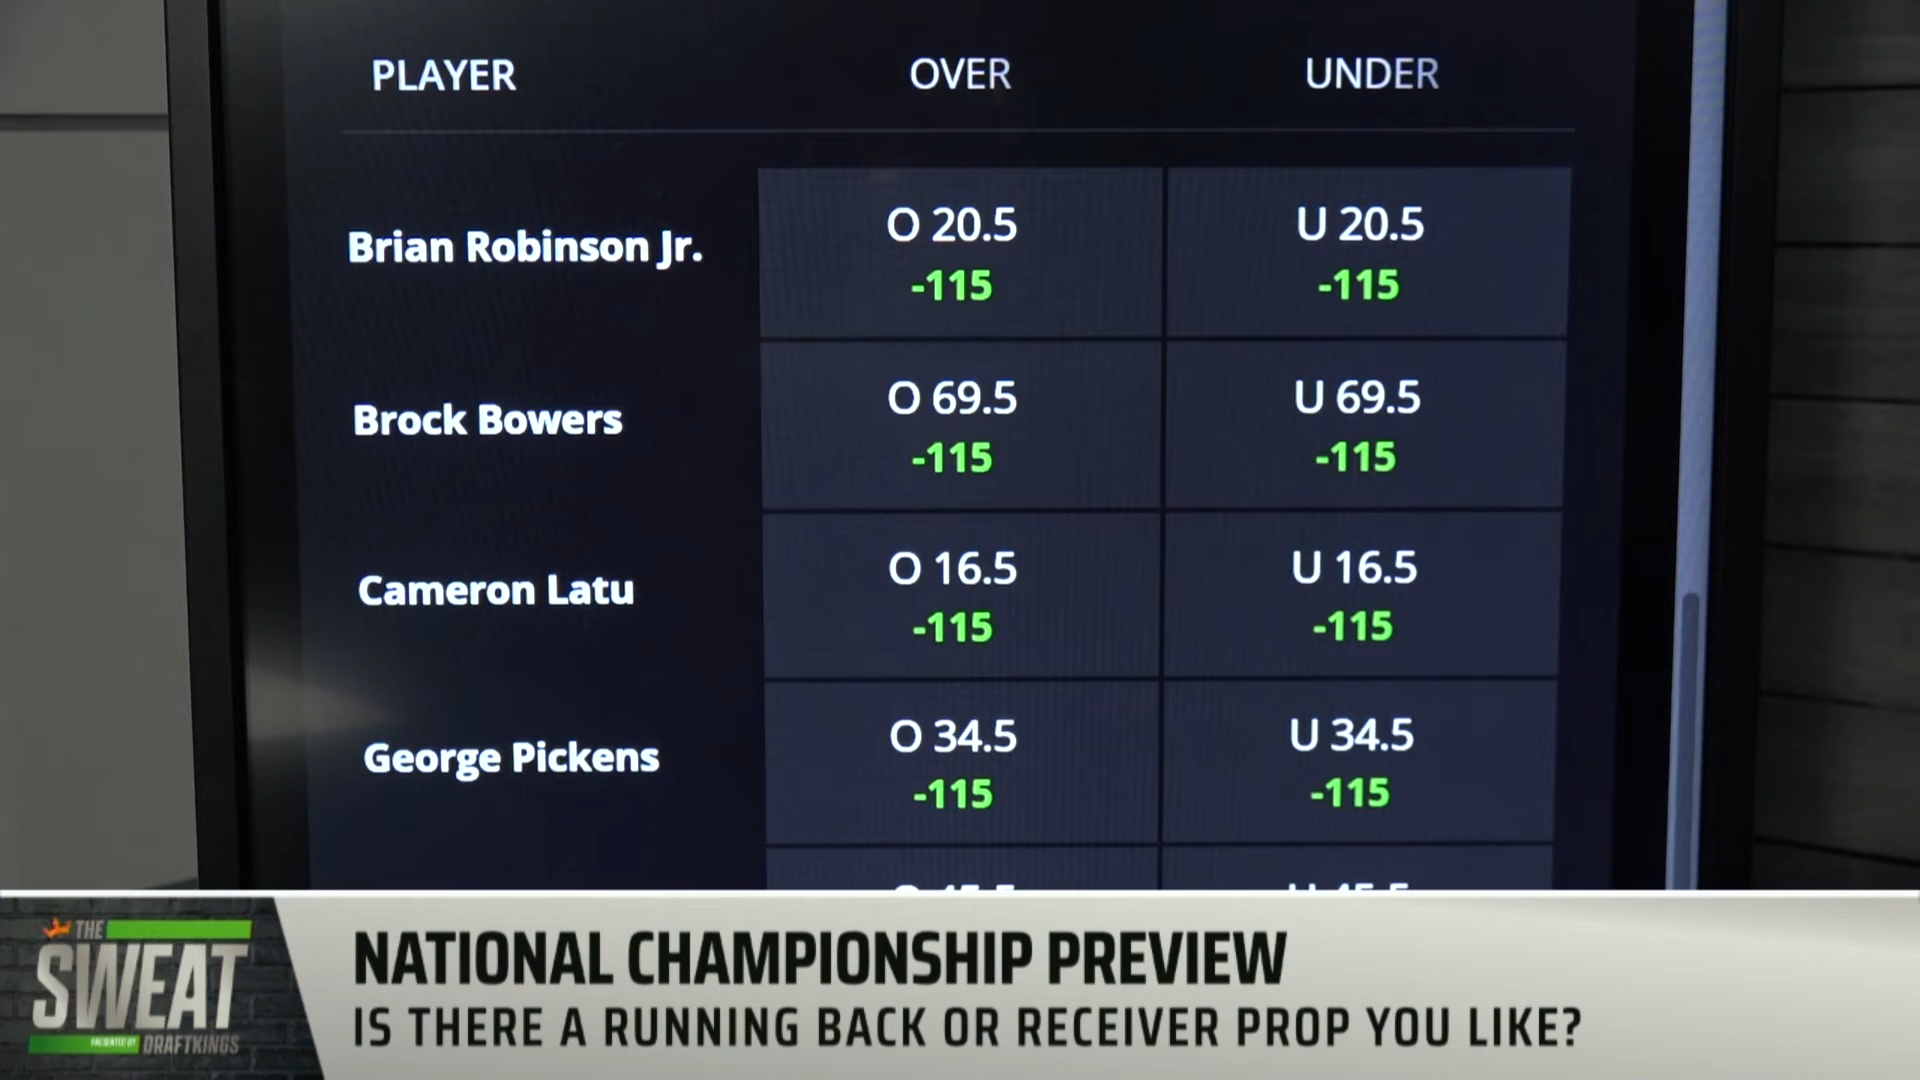 PLAYER OVER UNDER
Brian Robinson Jr. O 20.5 U 20.5
-115 -115
Brock Bowers O 69.5 U 69.5
-115 -115
Cameron Latu O 16.5 U 16.5
-115 -115
George Pickens O 34.5 U 34.5
-115 -115
THE
SWEAT
PRESENTED BY DRAFTKINGS
NATIONAL CHAMPIONSHIP PREVIEW
IS THERE A RUNNING BACK OR RECEIVER PROP YOU LIKE?